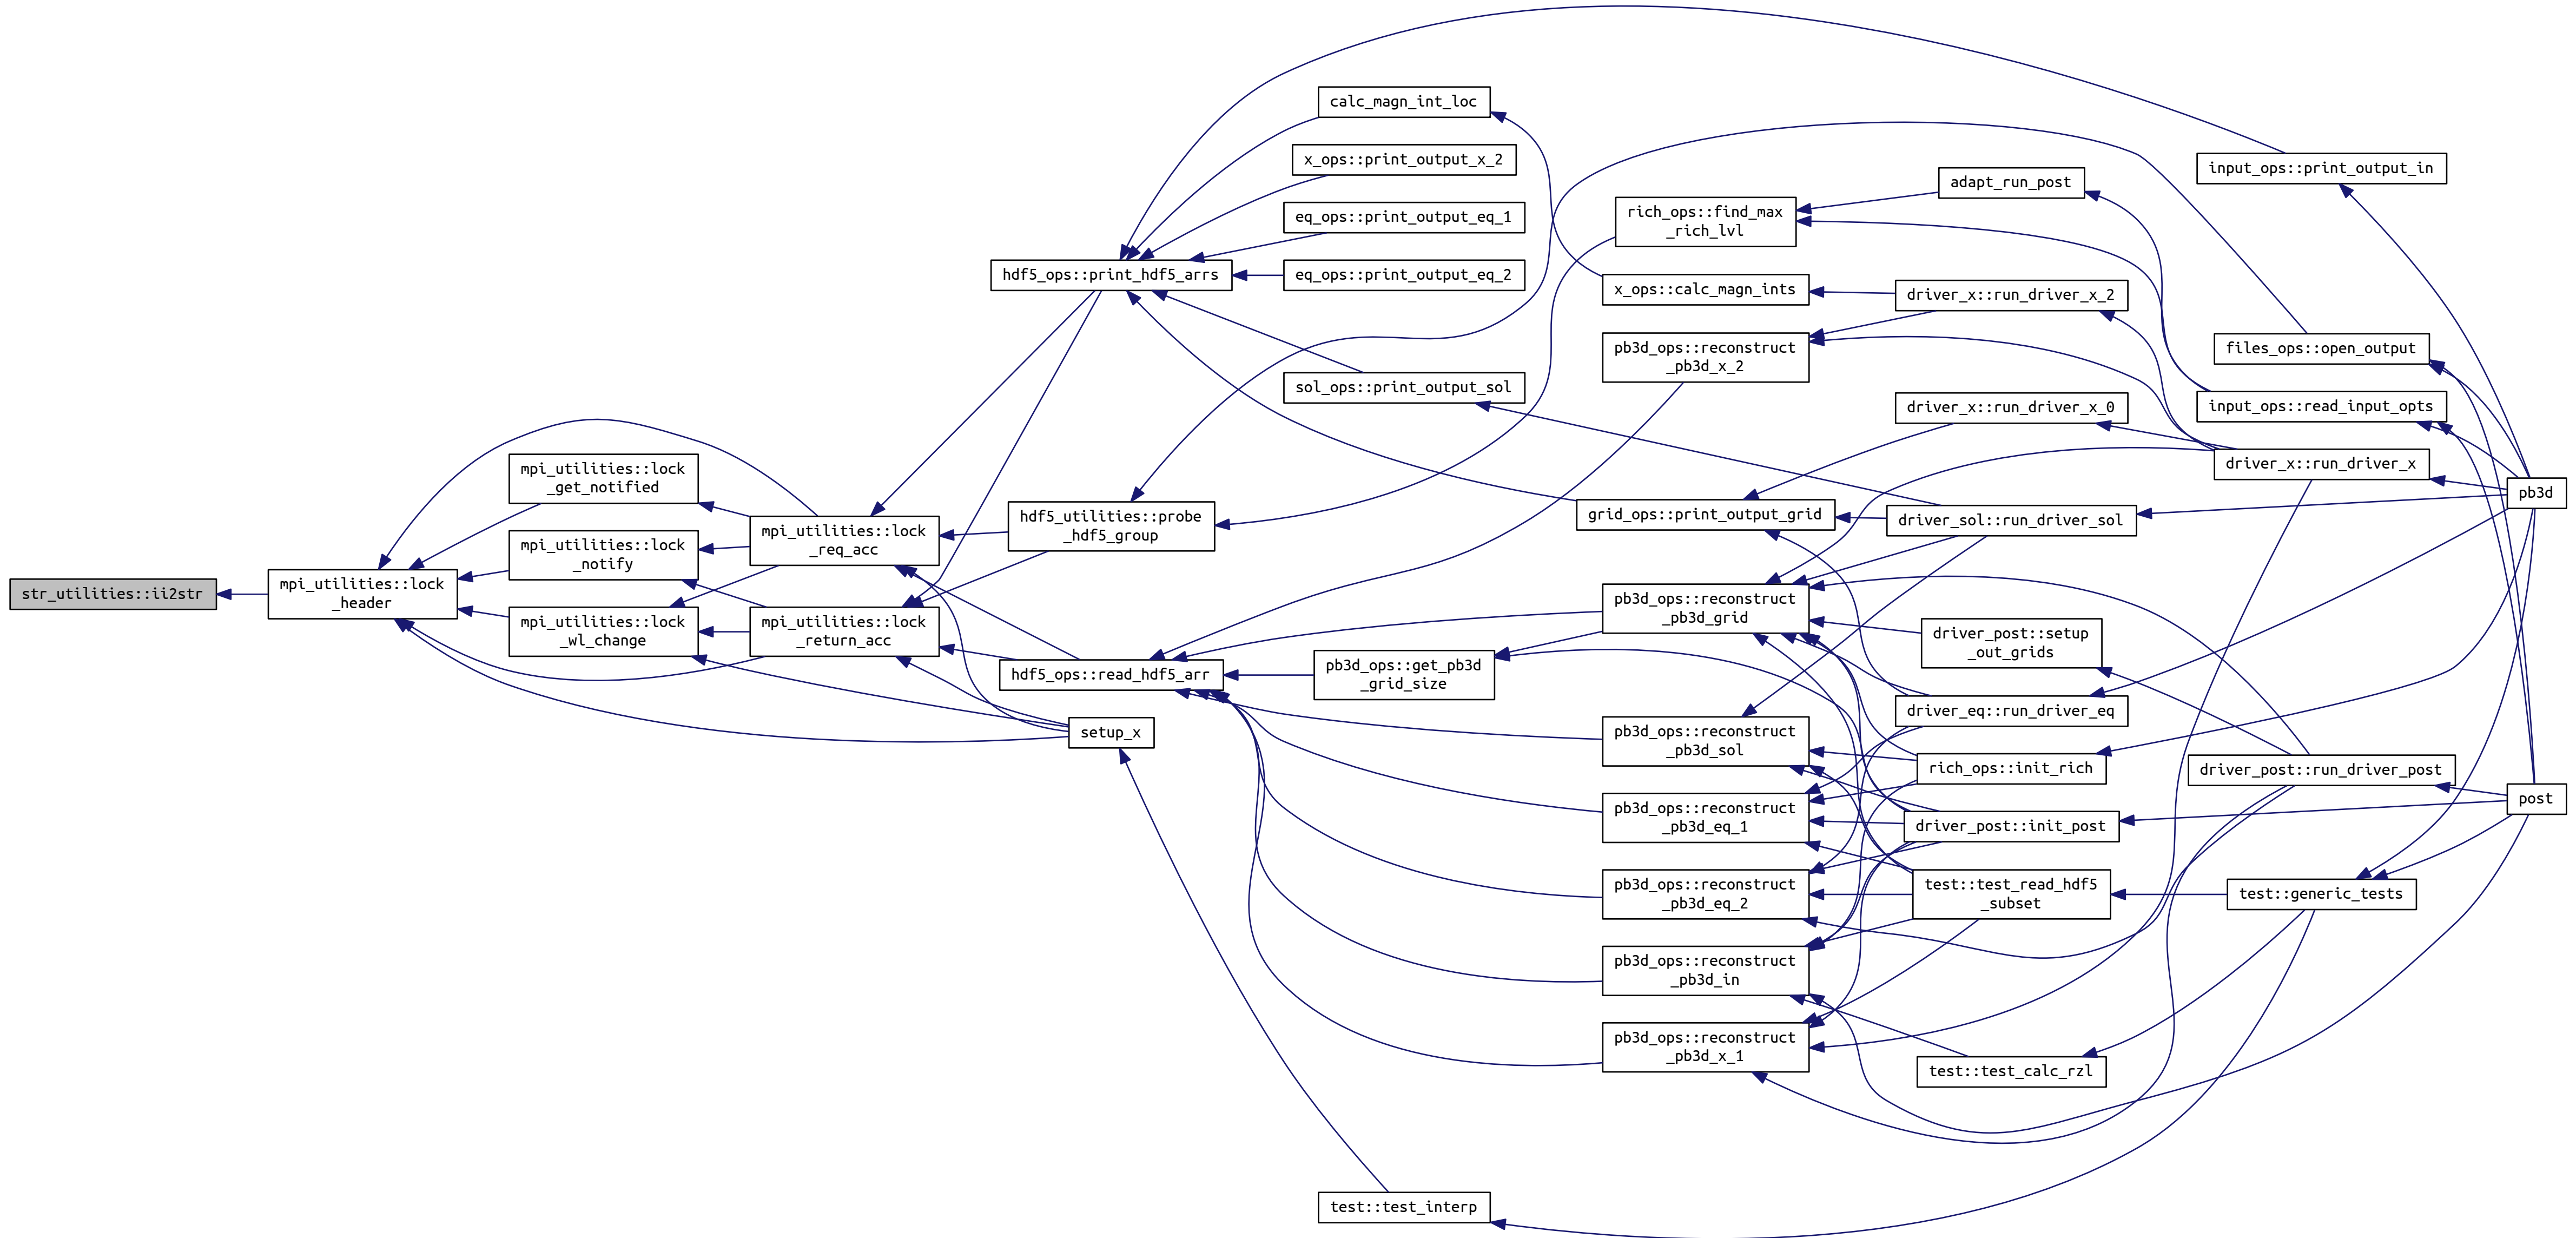 str_utilities::ii2str
mpi_utilities::lock
_header
mpi_utilities::lock
_get_notified
mpi_utilities::lock
_notify
mpi_utilities::lock
_wl_change
mpi_utilities::lock
_req_acc
mpi_utilities::lock
_return_acc
hdf5_ops::print_hdf5_arrs
hdf5_utilities::probe
_hdf5_group
hdf5_ops::read_hdf5_arr
setup_x
calc_magn_int_loc
x_ops::print_output_x_2
eq_ops::print_output_eq_1
eq_ops::print_output_eq_2
sol_ops::print_output_sol
pb3d_ops::get_pb3d
_grid_size
test::test_interp
rich_ops::find_max
_rich_lvl
x_ops::calc_magn_ints
pb3d_ops::reconstruct
_pb3d_x_2
grid_ops::print_output_grid
pb3d_ops::reconstruct
_pb3d_grid
pb3d_ops::reconstruct
_pb3d_sol
pb3d_ops::reconstruct
_pb3d_eq_1
pb3d_ops::reconstruct
_pb3d_eq_2
pb3d_ops::reconstruct
_pb3d_in
pb3d_ops::reconstruct
_pb3d_x_1
adapt_run_post
driver_x::run_driver_x_2
driver_x::run_driver_x_0
driver_sol::run_driver_sol
driver_post::setup
_out_grids
driver_eq::run_driver_eq
rich_ops::init_rich
driver_post::init_post
test::test_read_hdf5
_subset
test::test_calc_rzl
input_ops::print_output_in
files_ops::open_output
input_ops::read_input_opts
driver_x::run_driver_x
driver_post::run_driver_post
test::generic_tests
pb3d
post